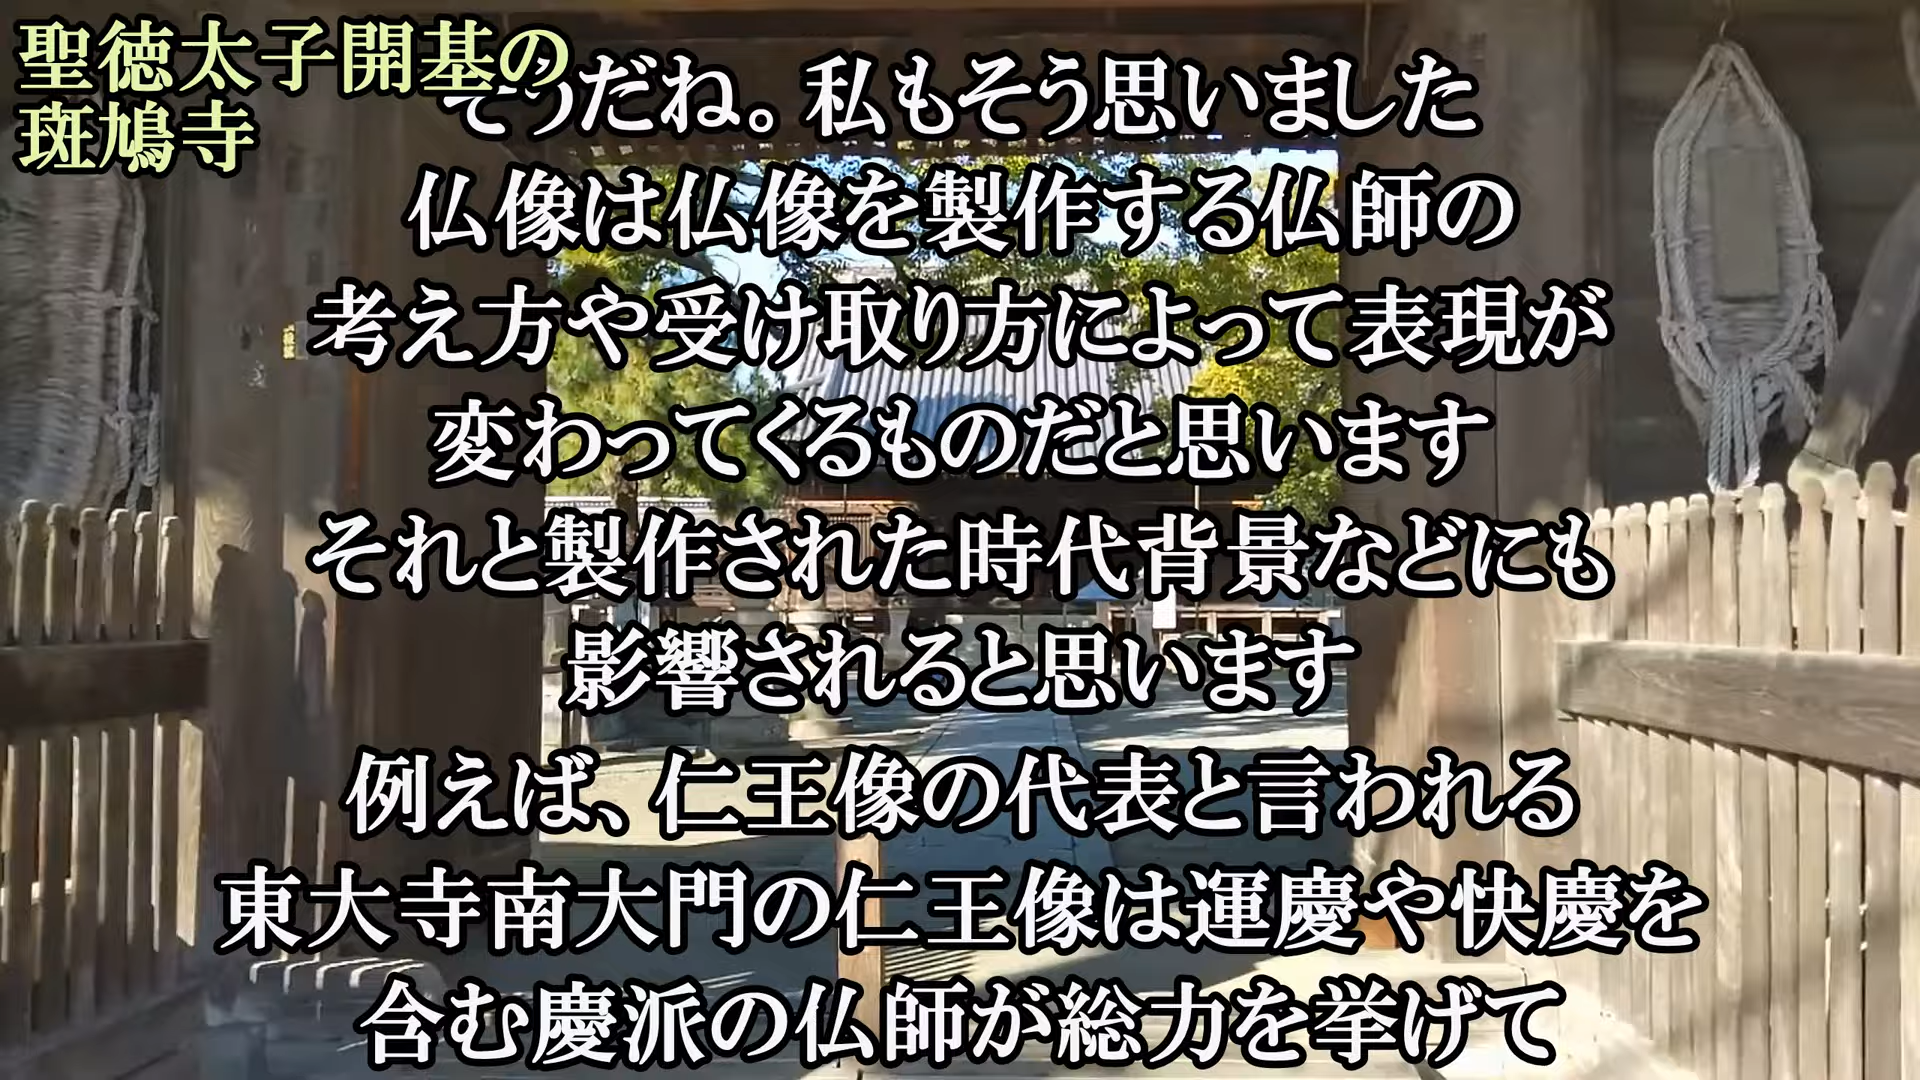 聖徳太子開基の
斑鳩寺
そうだね。私もそう思いました
仏像は仏像を製作する仏師の
考え方や受け取り方によって表現が
変わってくるものだと思います
それと製作された時代背景などにも
影響されると思います
例えば、仁王像の代表と言われる
東大寺南大門の仁王像は運慶や快慶を
含む慶派の仏師が総力を挙げて